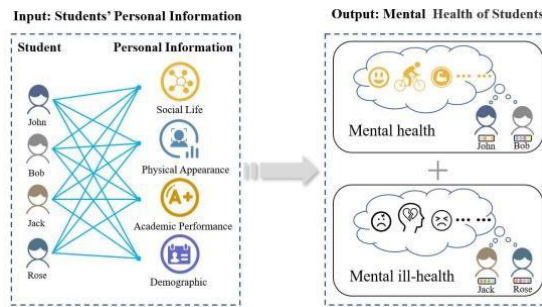 Input: Students' Personal Information
Student
Personal Information
John
Bob
Jack
Rose
Social Life
Physical Appearance
A+
Academic Performance
Demographic
Output: Mental Health of Students
Mental health
John
Bob
Mental ill-health
Jack
Rose